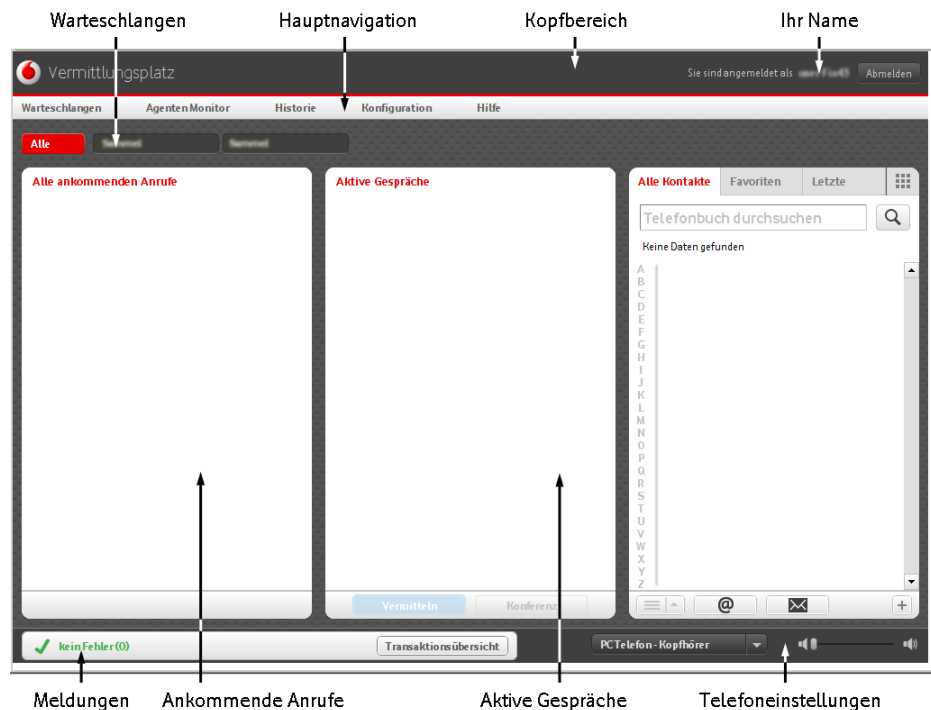 Warteschlangen Hauptnavigation Kopfbereich Ihr Name
Vermittlungsplatz
Sie sind angemeldet als
Abmelden
Warteschlangen AgentenMonitor Historie Konfiguration Hilfe
Alle
Alle ankommenden Anrufe
Aktive Gespräche
Alle Kontakte Favoriten Letzte
Telefonbuch durchsuchen
Keine Daten gefunden
A
B
C
D
E
F
G
H
I
J
K
L
M
N
O
P
Q
R
S
T
U
V
W
X
Y
Z
Vermitteln Konferenz
@
+
kein Fehler (0)
Transaktionsübersicht
PC Telefon - Kopfhörer
Meldungen Ankommende Anrufe Aktive Gespräche Telefoneinstellungen